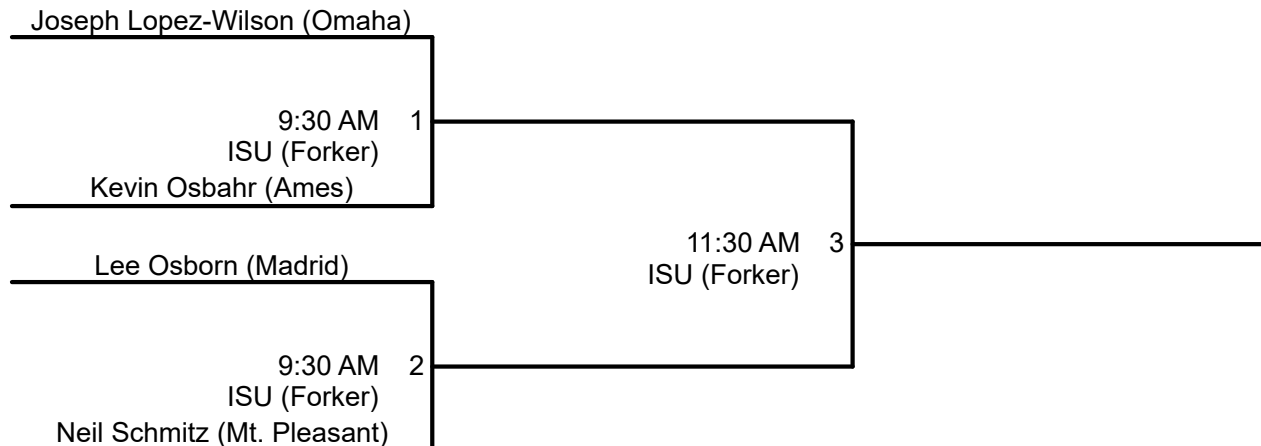 Joseph Lopez-Wilson (Omaha)
9:30 AM 1
ISU (Forker)
Kevin Osbahr (Ames)
11:30 AM 3
ISU (Forker)
Lee Osborn (Madrid)
9:30 AM 2
ISU (Forker)
Neil Schmitz (Mt. Pleasant)